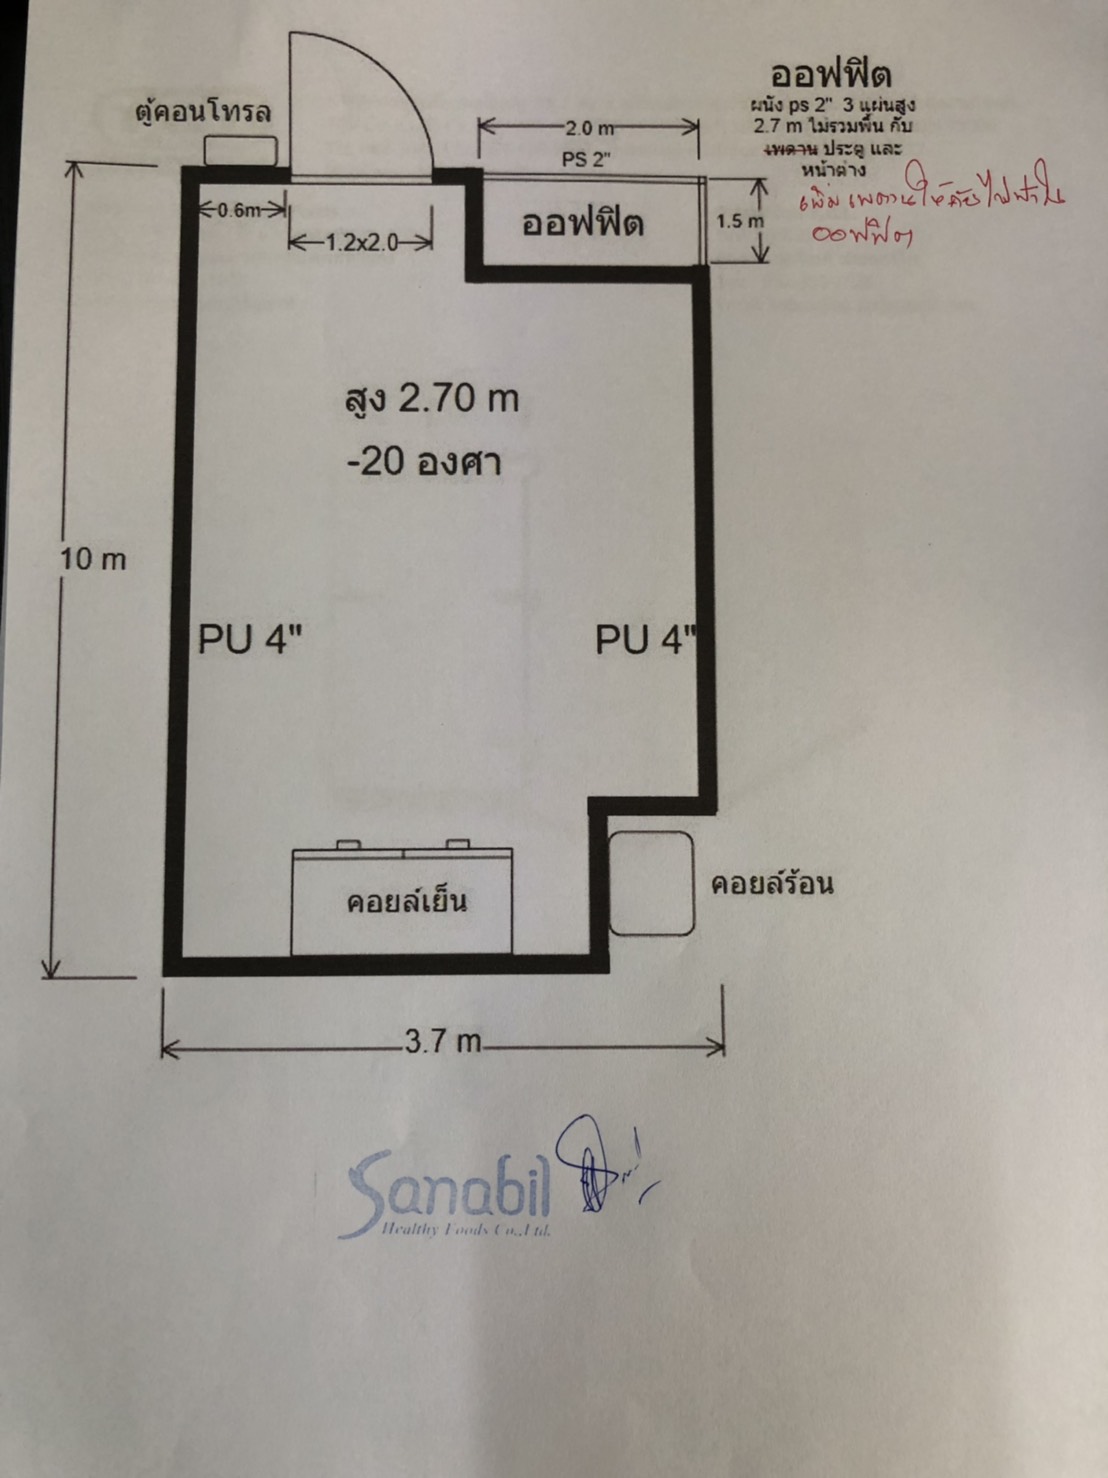 ออฟฟิต
ผนัง ps 2" 3 แผ่นสูง
2.7 m ไม่รวมพื้น กับ
เพดาน ประตู และ
หน้าต่าง
เพิ่มเพดานให้ครับไฟฟ้าใน
ออฟฟิต
ตู้คอนโทรล
2.0 m
PS 2"
0.6m
1.2x2.0
ออฟฟิต
1.5 m
สูง 2.70 m
-20 องศา
10 m
PU 4"
PU 4"
คอยล์เย็น
คอยล์ร้อน
3.7 m
Sanabil
Healthy Foods Co.,Ltd.